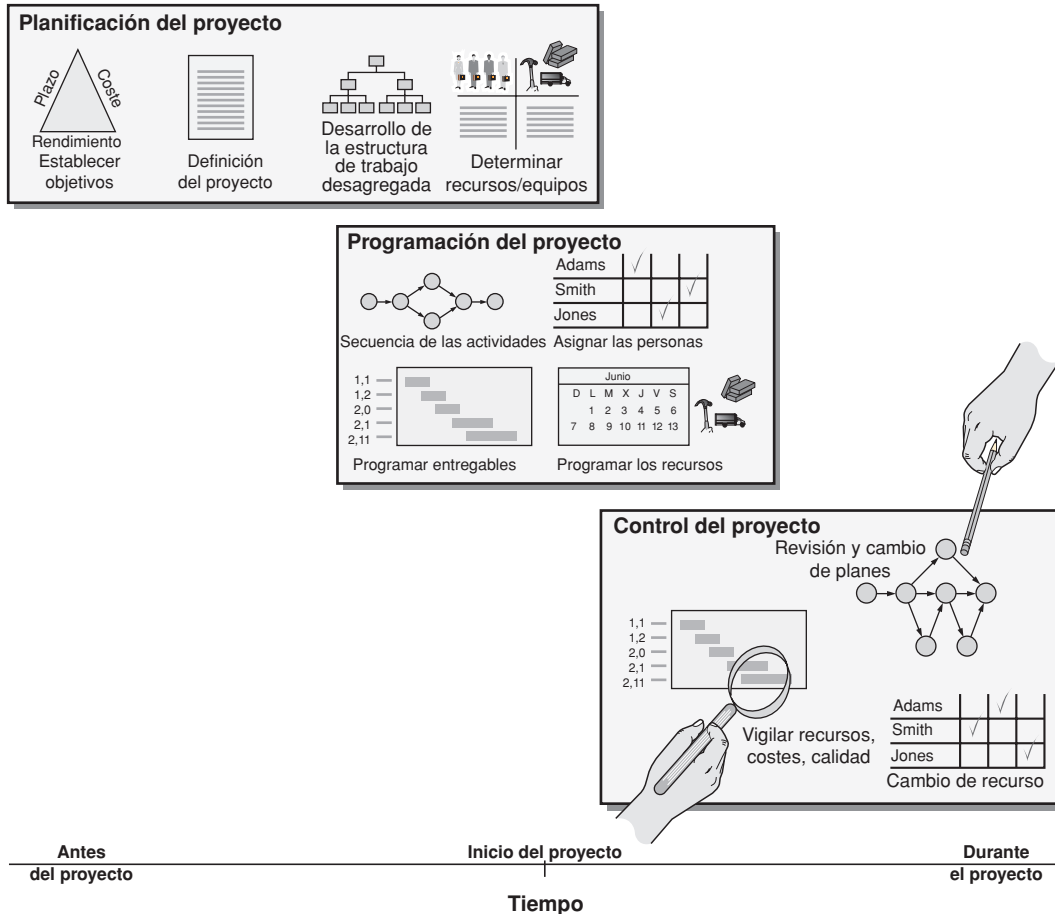 Planificación del proyecto
Plazo
Coste
Rendimiento
Establecer
objetivos
Definición
del proyecto
Desarrollo de
la estructura
de trabajo
desagregada
Determinar
recursos/equipos
Programación del proyecto
Secuencia de las actividades
Adams
Smith
Jones
Asignar las personas
1,1
1,2
2,0
2,1
2,11
Programar entregables
Junio
D L M X J V S
1 2 3 4 5 6
7 8 9 10 11 12 13
Programar los recursos
Control del proyecto
Revisión y cambio
de planes
1,1
1,2
2,0
2,1
2,11
Vigilar recursos,
costes, calidad
Adams
Smith
Jones
Cambio de recurso
Antes
del proyecto
Inicio del proyecto
Durante
el proyecto
Tiempo